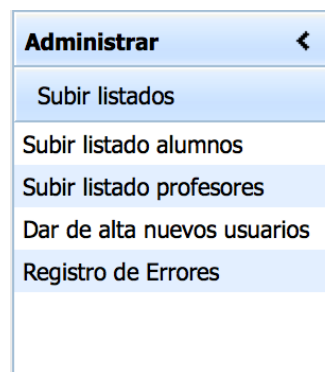 Administrar
Subir listados
Subir listado alumnos
Subir listado profesores
Dar de alta nuevos usuarios
Registro de Errores